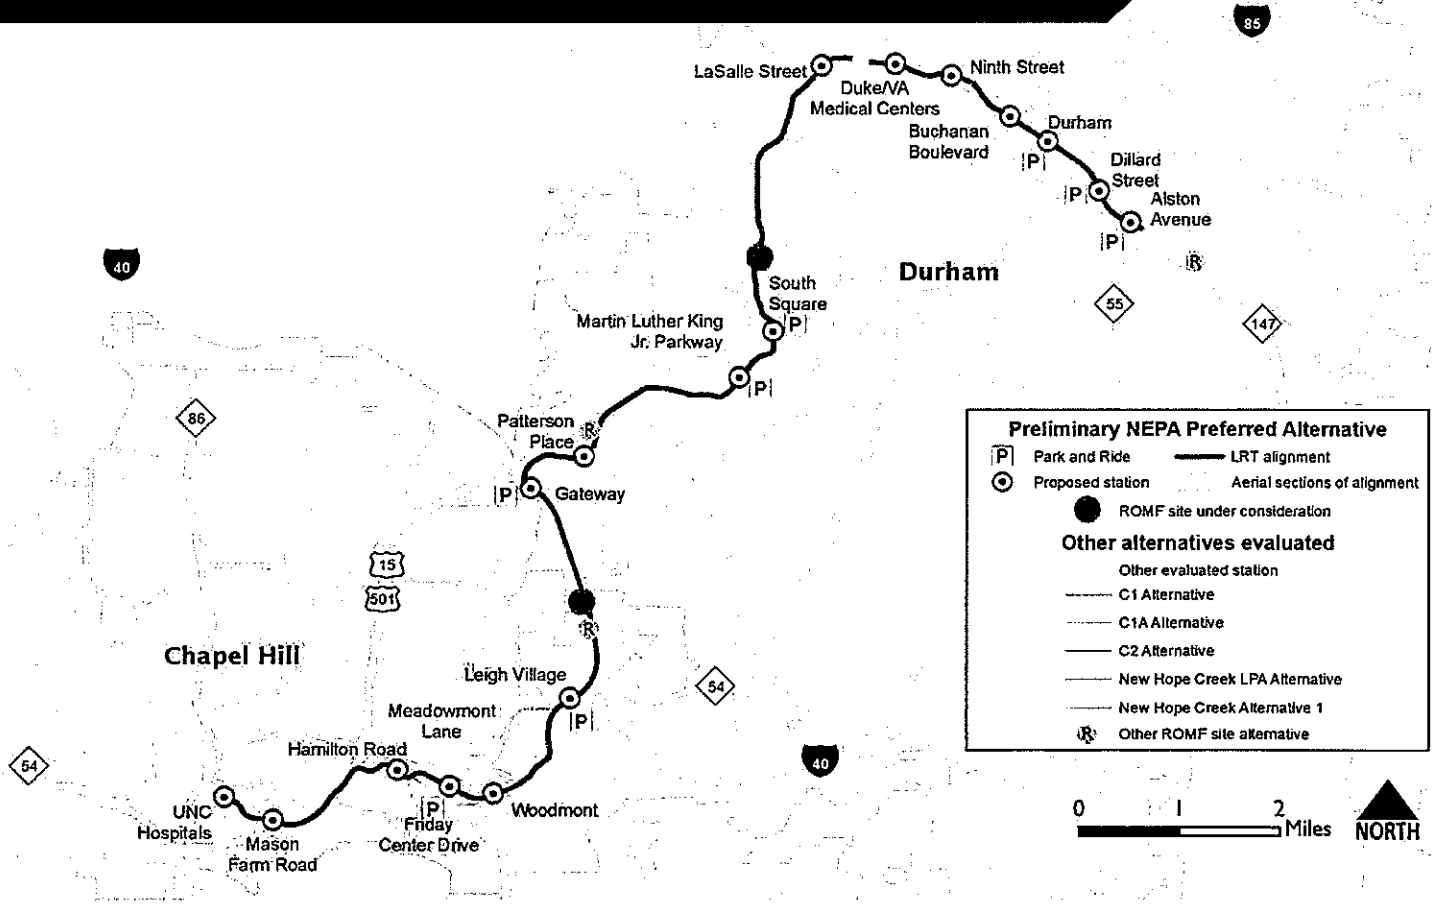 85
LaSalle Street
Ninth Street
Duke/VA
Medical Centers
Buchanan
Boulevard
Durham
|P|
Dillard
Street
|P|
Alston
Avenue
|P|
R
40
Durham
South
Square
|P|
55
147
Martin Luther King
Jr. Parkway
|P|
86
Patterson
Place
R
|P|
Gateway
15
501
R
Chapel Hill
Leigh Village
|P|
54
Meadowmont
Lane
Hamilton Road
54
40
|P|
Woodmont
UNC
Hospitals
Friday
Center Drive
Mason
Farm Road
Preliminary NEPA Preferred Alternative
|P| Park and Ride LRT alignment
Proposed station Aerial sections of alignment
ROMF site under consideration
Other alternatives evaluated
Other evaluated station
C1 Alternative
C1A Alternative
C2 Alternative
New Hope Creek LPA Alternative
New Hope Creek Alternative 1
R Other ROMF site alternative
0 1 2
Miles
NORTH